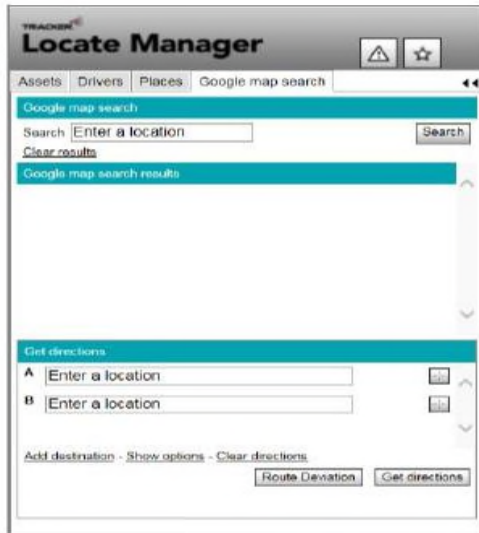 TRACKER
Locate Manager
Assets Drivers Places Google map search
Google map search
Search Enter a location Search
Clear results
Google map search results
Get directions
A Enter a location
B Enter a location
Add destination - Show options - Clear directions
Route Deviation Get directions